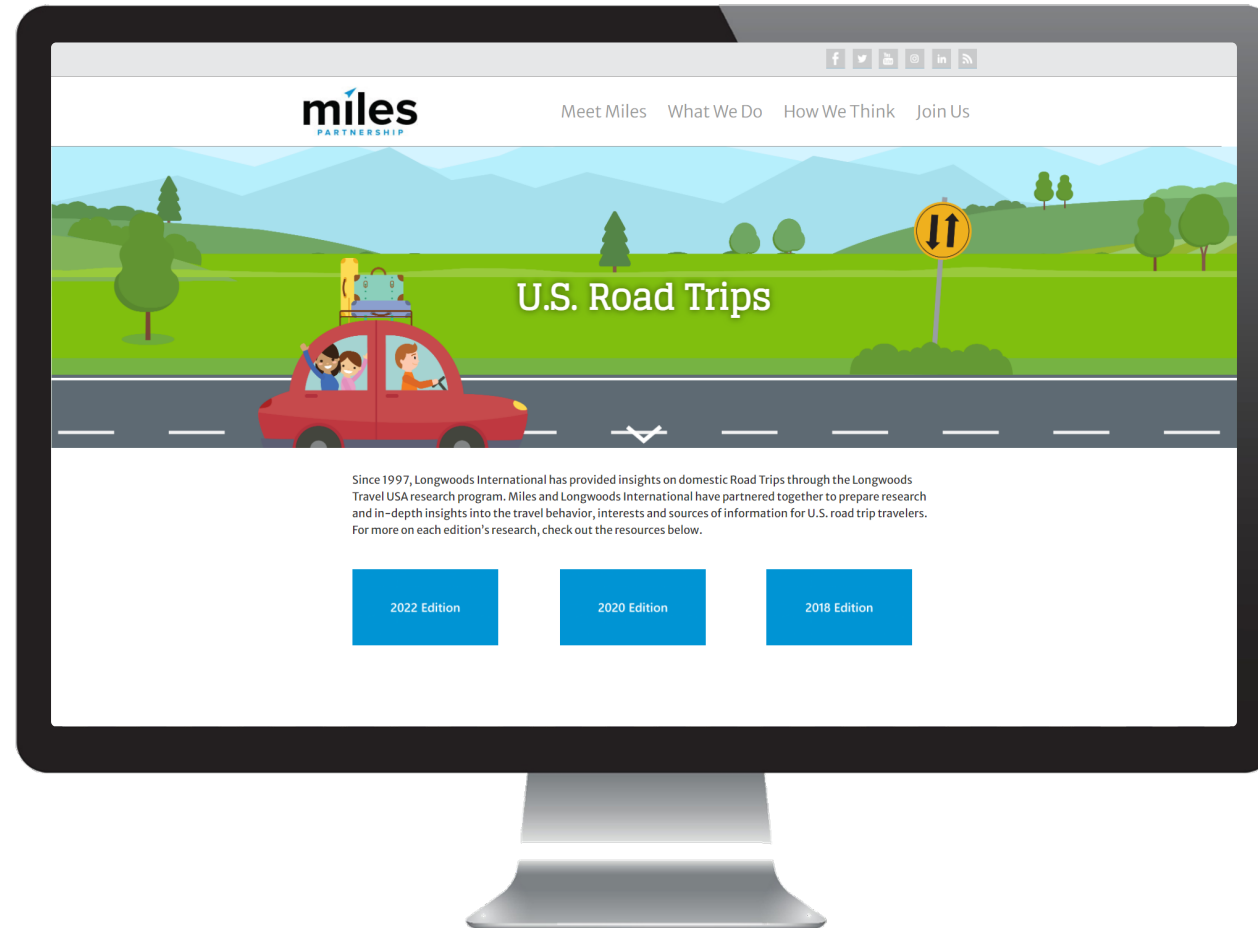 miles
PARTNERSHIP
Meet Miles What We Do How We Think Join Us
U.S. Road Trips
Since 1997, Longwoods International has provided insights on domestic Road Trips through the Longwoods
Travel USA research program. Miles and Longwoods International have partnered together to prepare research
and in-depth insights into the travel behavior, interests and sources of information for U.S. road trip travelers.
For more on each edition's research, check out the resources below.
2022 Edition 2020 Edition 2018 Edition